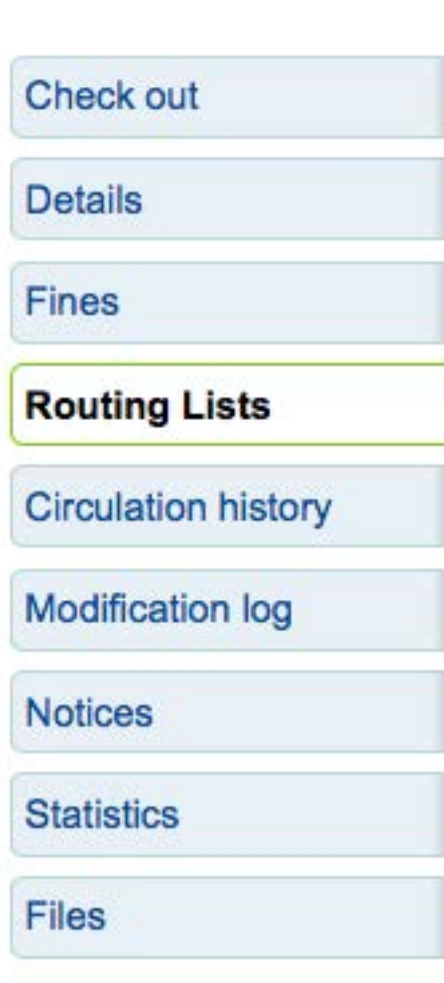 Check out
Details
Fines
Routing Lists
Circulation history
Modification log
Notices
Statistics
Files